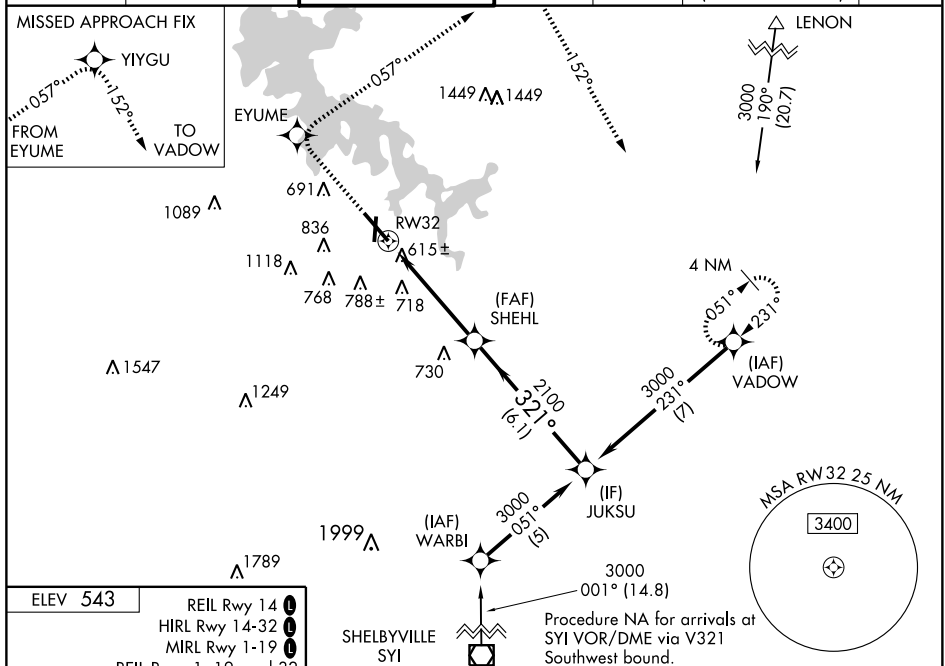 MISSED APPROACH FIX
YIYGU
057°
152°
FROM
EYUME
TO
VADOW
EYUME
057°
152°
1449
1449
LENON
3000
190°
(20.7)
691
1089
836
RW32
615±
1118
768
788±
718
4 NM
051°
231°
(FAF)
SHEHL
730
(IAF)
VADOW
1547
1249
2100
321°
(6.1)
3000
231°
(7)
(IF)
JUKSU
MSA RW32 25 NM
3400
3000
051°
(5)
(IAF)
WARBI
1999
1789
3000
001° (14.8)
ELEV 543
REIL Rwy 14 L
HIRL Rwy 14-32 L
MIRL Rwy 1-19 L
SHELBYVILLE
SYI
Procedure NA for arrivals at
SYI VOR/DME via V321
Southwest bound.